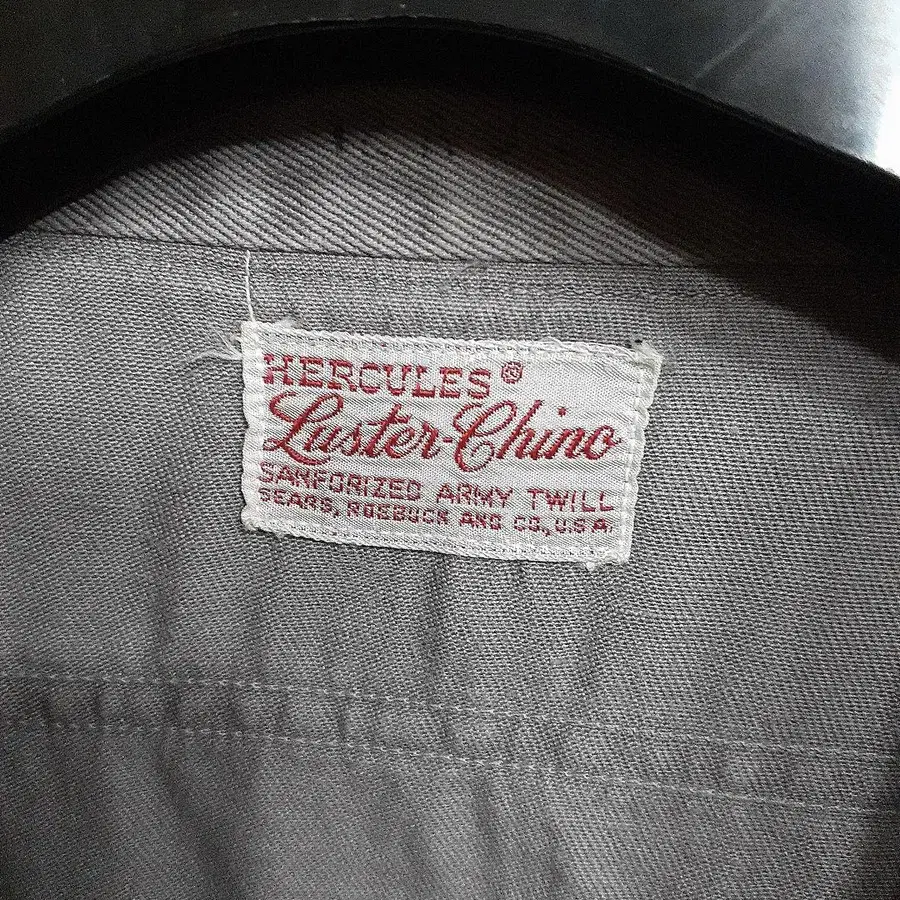 HERCULES®
Luster-Chino
SANFORIZED ARMY TWILL
SEARS, ROEBUCK AND CO., U.S.A.